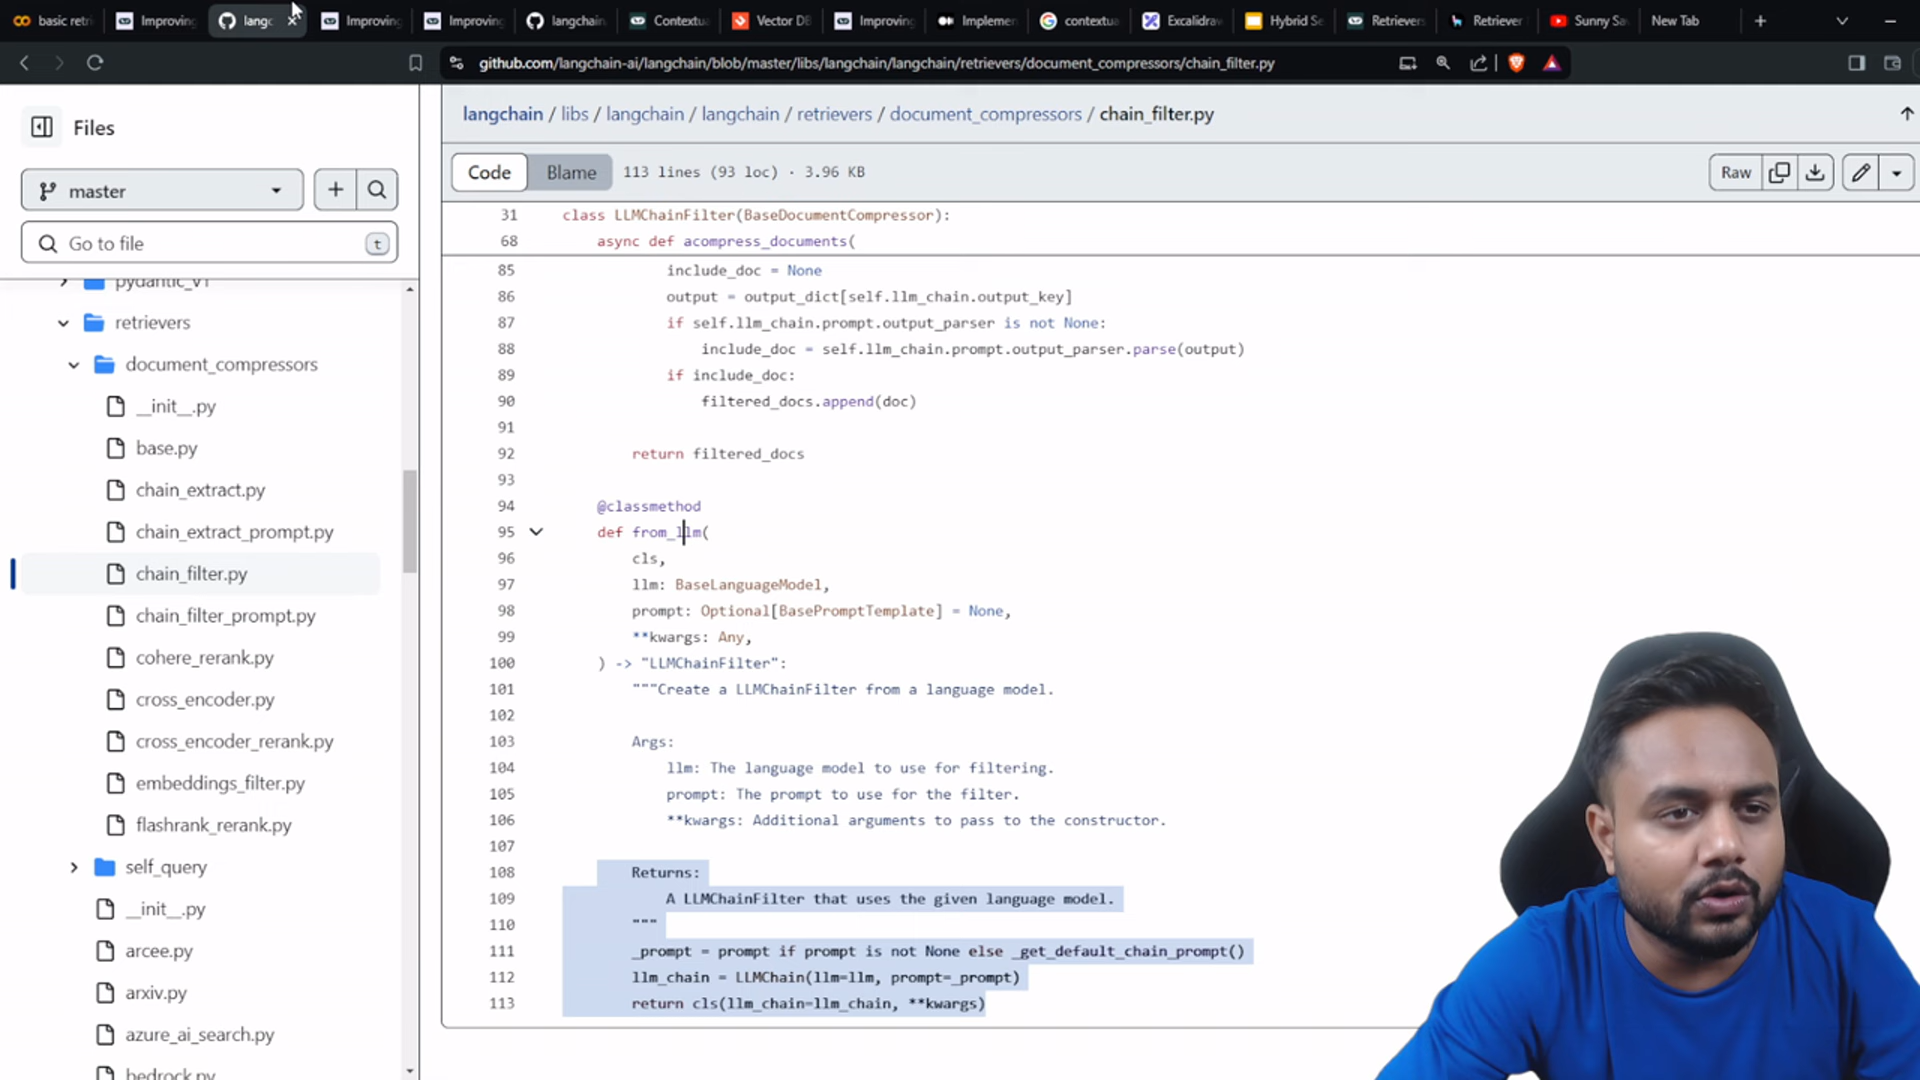 basic retri
Improving
langc
Improving
Improving
langchain
Contextu
Vector DB
Improving
Implemen
contextua
Excalidraw
Hybrid Se
Retrievers
Retriever
Sunny Sav
New Tab
github.com/langchain-ai/langchain/blob/master/libs/langchain/langchain/retrievers/document_compressors/chain_filter.py
Files
master
Go to file
t
pydantic_v1
retrievers
document_compressors
__init__.py
base.py
chain_extract.py
chain_extract_prompt.py
chain_filter.py
chain_filter_prompt.py
cohere_rerank.py
cross_encoder.py
cross_encoder_rerank.py
embeddings_filter.py
flashrank_rerank.py
self_query
__init__.py
arcee.py
arxiv.py
azure_ai_search.py
bedrock.py
langchain / libs / langchain / langchain / retrievers / document_compressors / chain_filter.py
Code Blame 113 lines (93 loc) · 3.96 KB Raw
31 class LLMChainFilter(BaseDocumentCompressor):
68 async def acompress_documents(
85 include_doc = None
86 output = output_dict[self.llm_chain.output_key]
87 if self.llm_chain.prompt.output_parser is not None:
88 include_doc = self.llm_chain.prompt.output_parser.parse(output)
89 if include_doc:
90 filtered_docs.append(doc)
91
92 return filtered_docs
93
94 @classmethod
95 def from_llm(
96 cls,
97 llm: BaseLanguageModel,
98 prompt: Optional[BasePromptTemplate] = None,
99 **kwargs: Any,
100 ) -> "LLMChainFilter":
101 """Create a LLMChainFilter from a language model.
102
103 Args:
104 llm: The language model to use for filtering.
105 prompt: The prompt to use for the filter.
106 **kwargs: Additional arguments to pass to the constructor.
107
108 Returns:
109 A LLMChainFilter that uses the given language model.
110 """
111 _prompt = prompt if prompt is not None else _get_default_chain_prompt()
112 llm_chain = LLMChain(llm=llm, prompt=_prompt)
113 return cls(llm_chain=llm_chain, **kwargs)